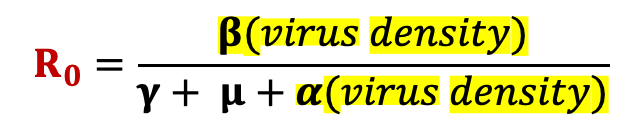 R₀ = β(virus density)
γ + μ + α(virus density)